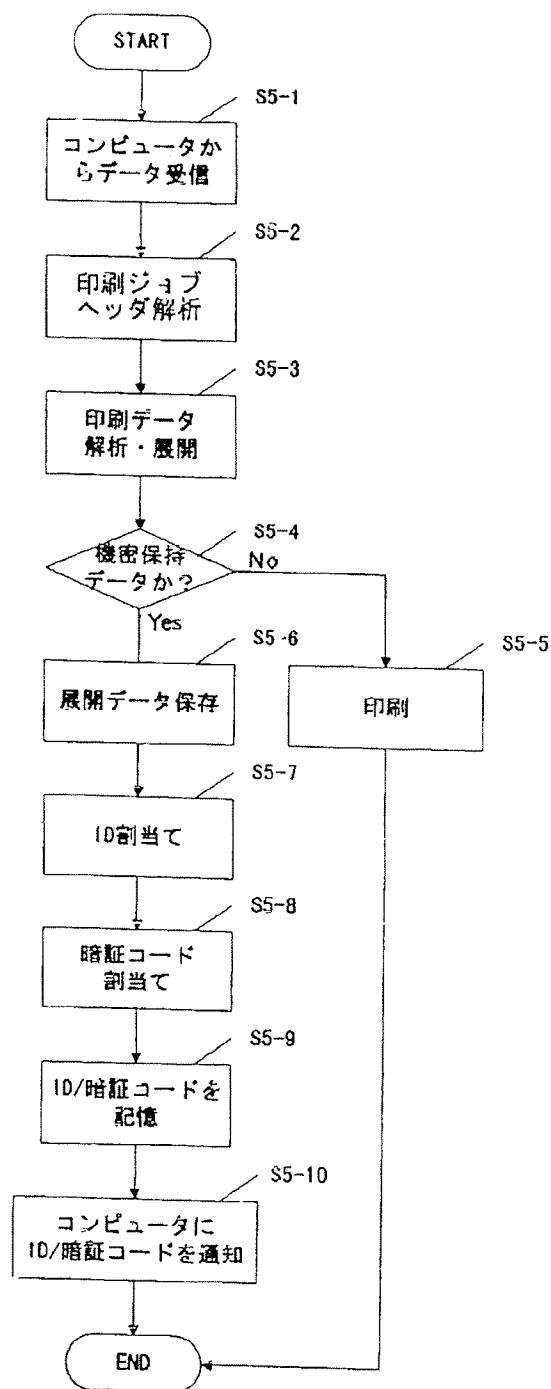 START
S5-1
コンピュータか
らデータ受信
S5-2
印刷ジョブ
ヘッダ解析
S5-3
印刷データ
解析・展開
S5-4
機密保持
データか？
No
Yes
S5-6
展開データ保存
S5-5
印刷
S5-7
ID割当て
S5-8
暗証コード
割当て
S5-9
ID/暗証コードを
記憶
S5-10
コンピュータに
ID/暗証コードを通知
END